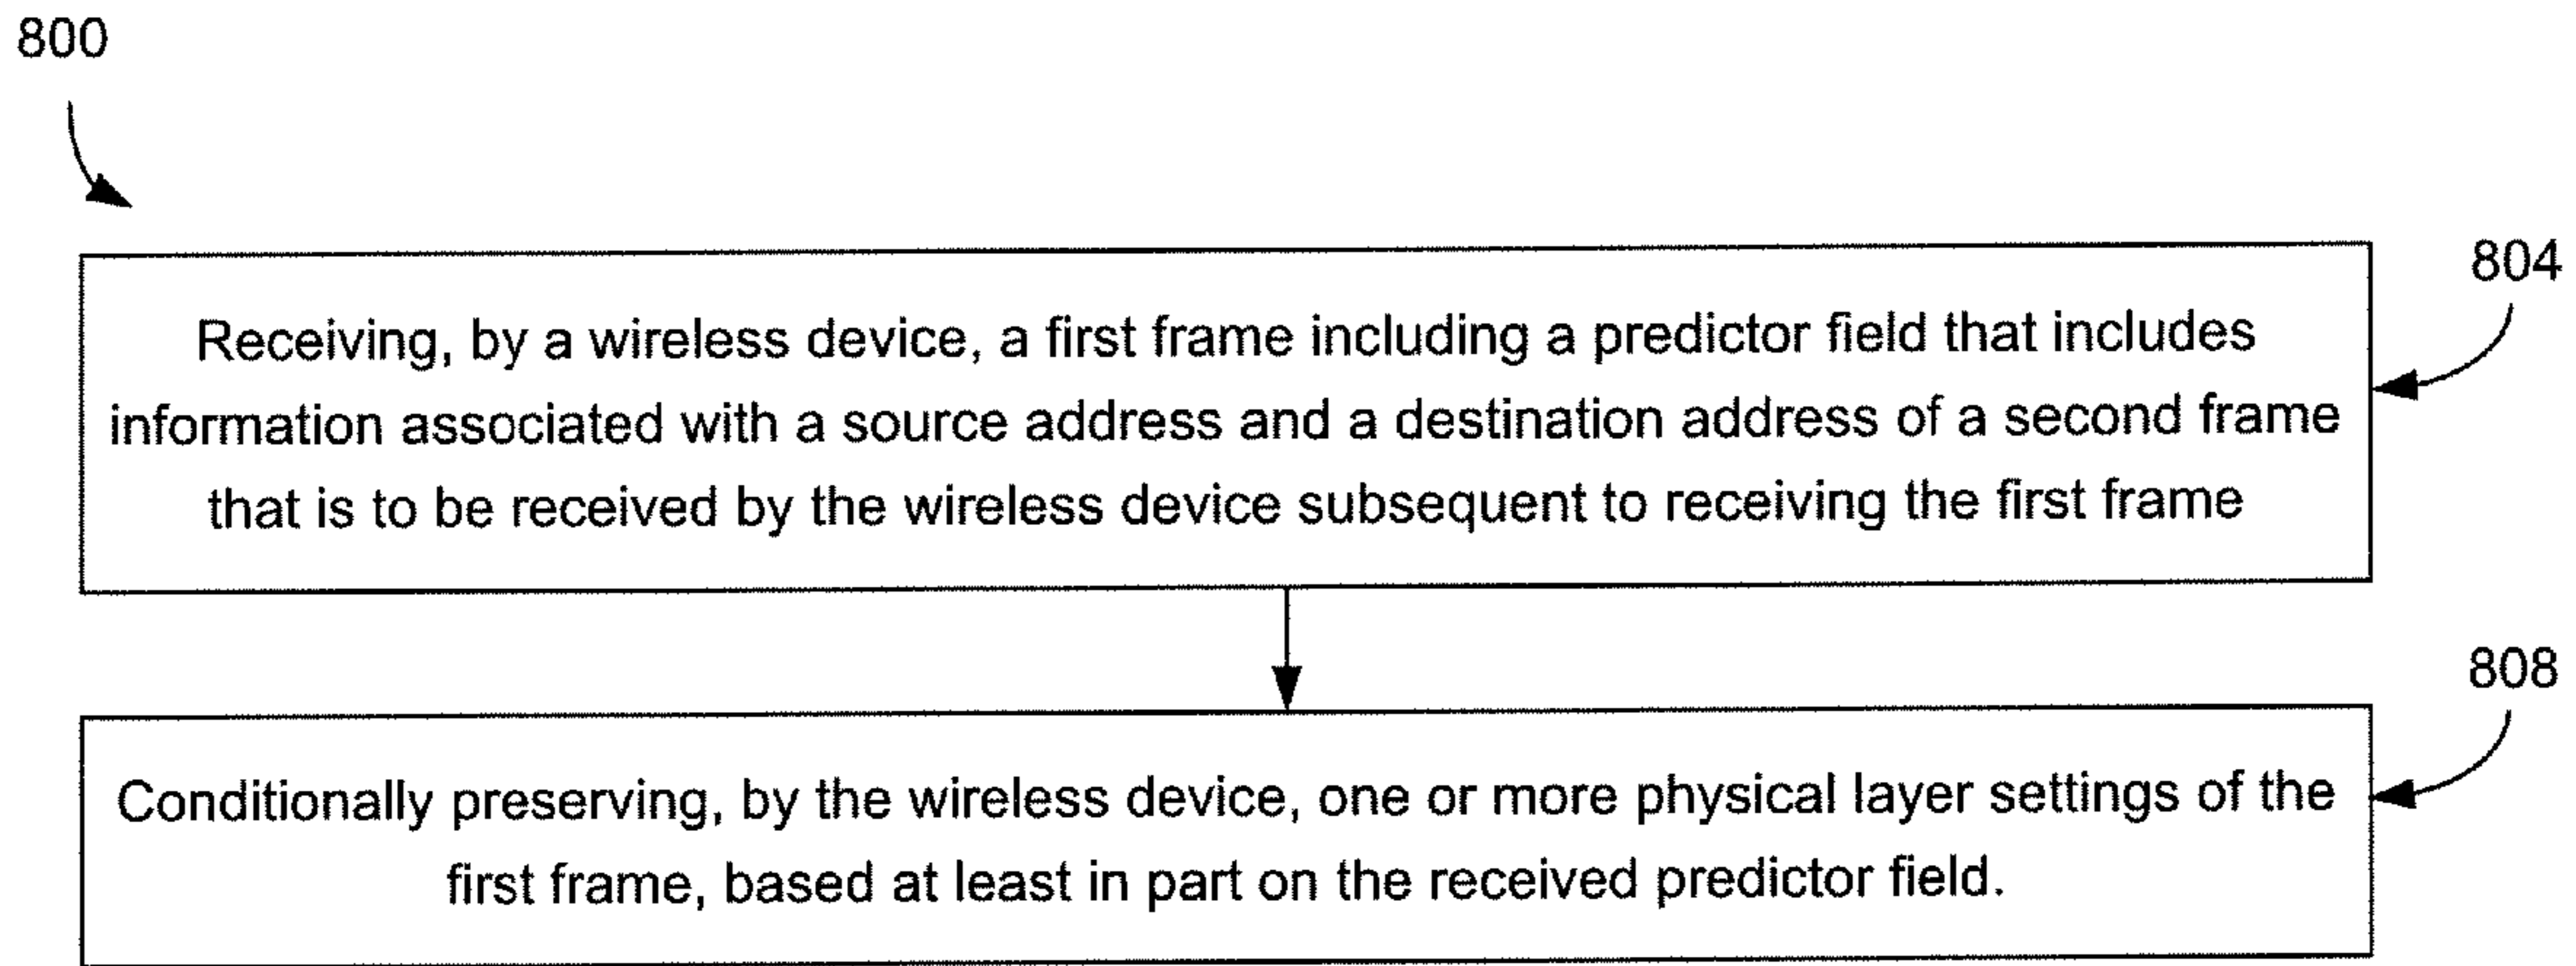 800
804
Receiving, by a wireless device, a first frame including a predictor field that includes
information associated with a source address and a destination address of a second frame
that is to be received by the wireless device subsequent to receiving the first frame
808
Conditionally preserving, by the wireless device, one or more physical layer settings of the
first frame, based at least in part on the received predictor field.